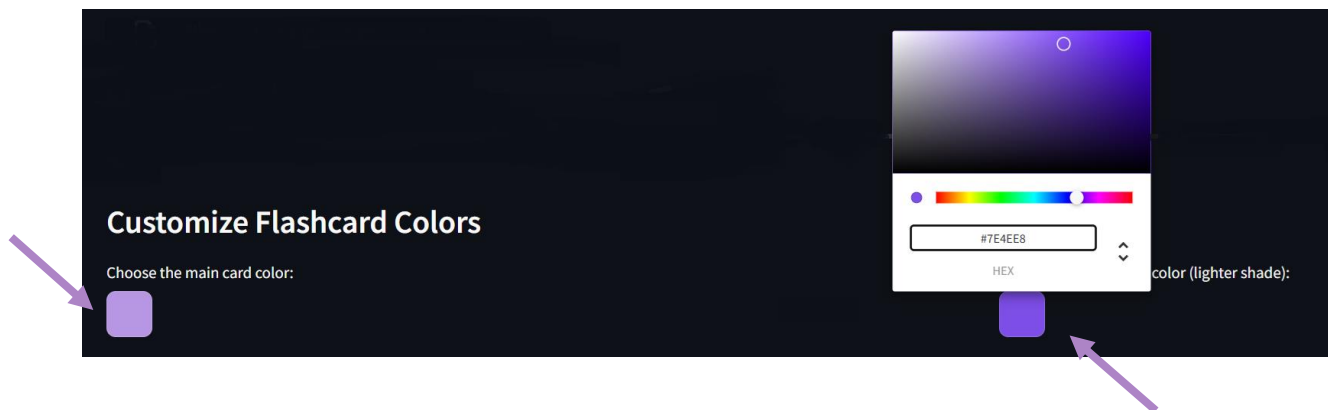 Customize Flashcard Colors
Choose the main card color:
#7E4EE8
HEX
color (lighter shade):